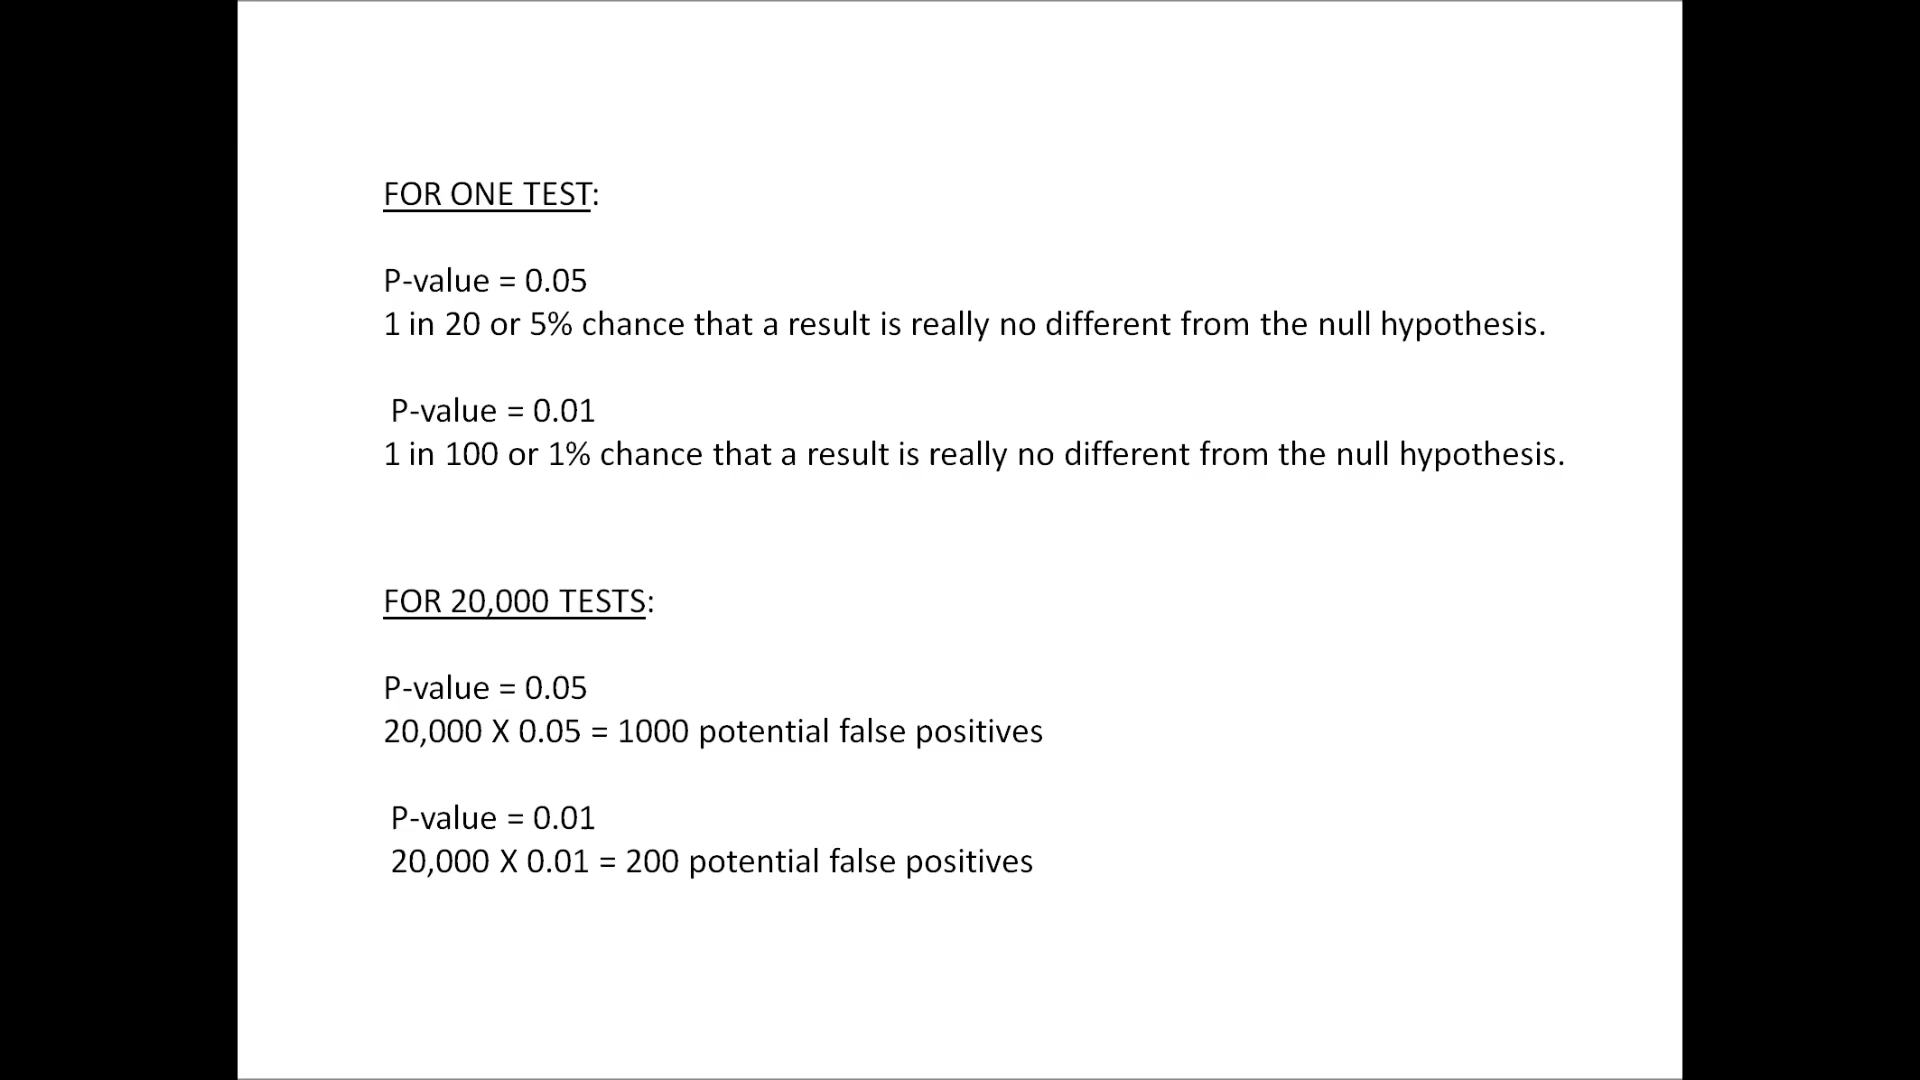 FOR ONE TEST:
P-value = 0.05
1 in 20 or 5% chance that a result is really no different from the null hypothesis.
P-value = 0.01
1 in 100 or 1% chance that a result is really no different from the null hypothesis.
FOR 20,000 TESTS:
P-value = 0.05
20,000 X 0.05 = 1000 potential false positives
P-value = 0.01
20,000 X 0.01 = 200 potential false positives